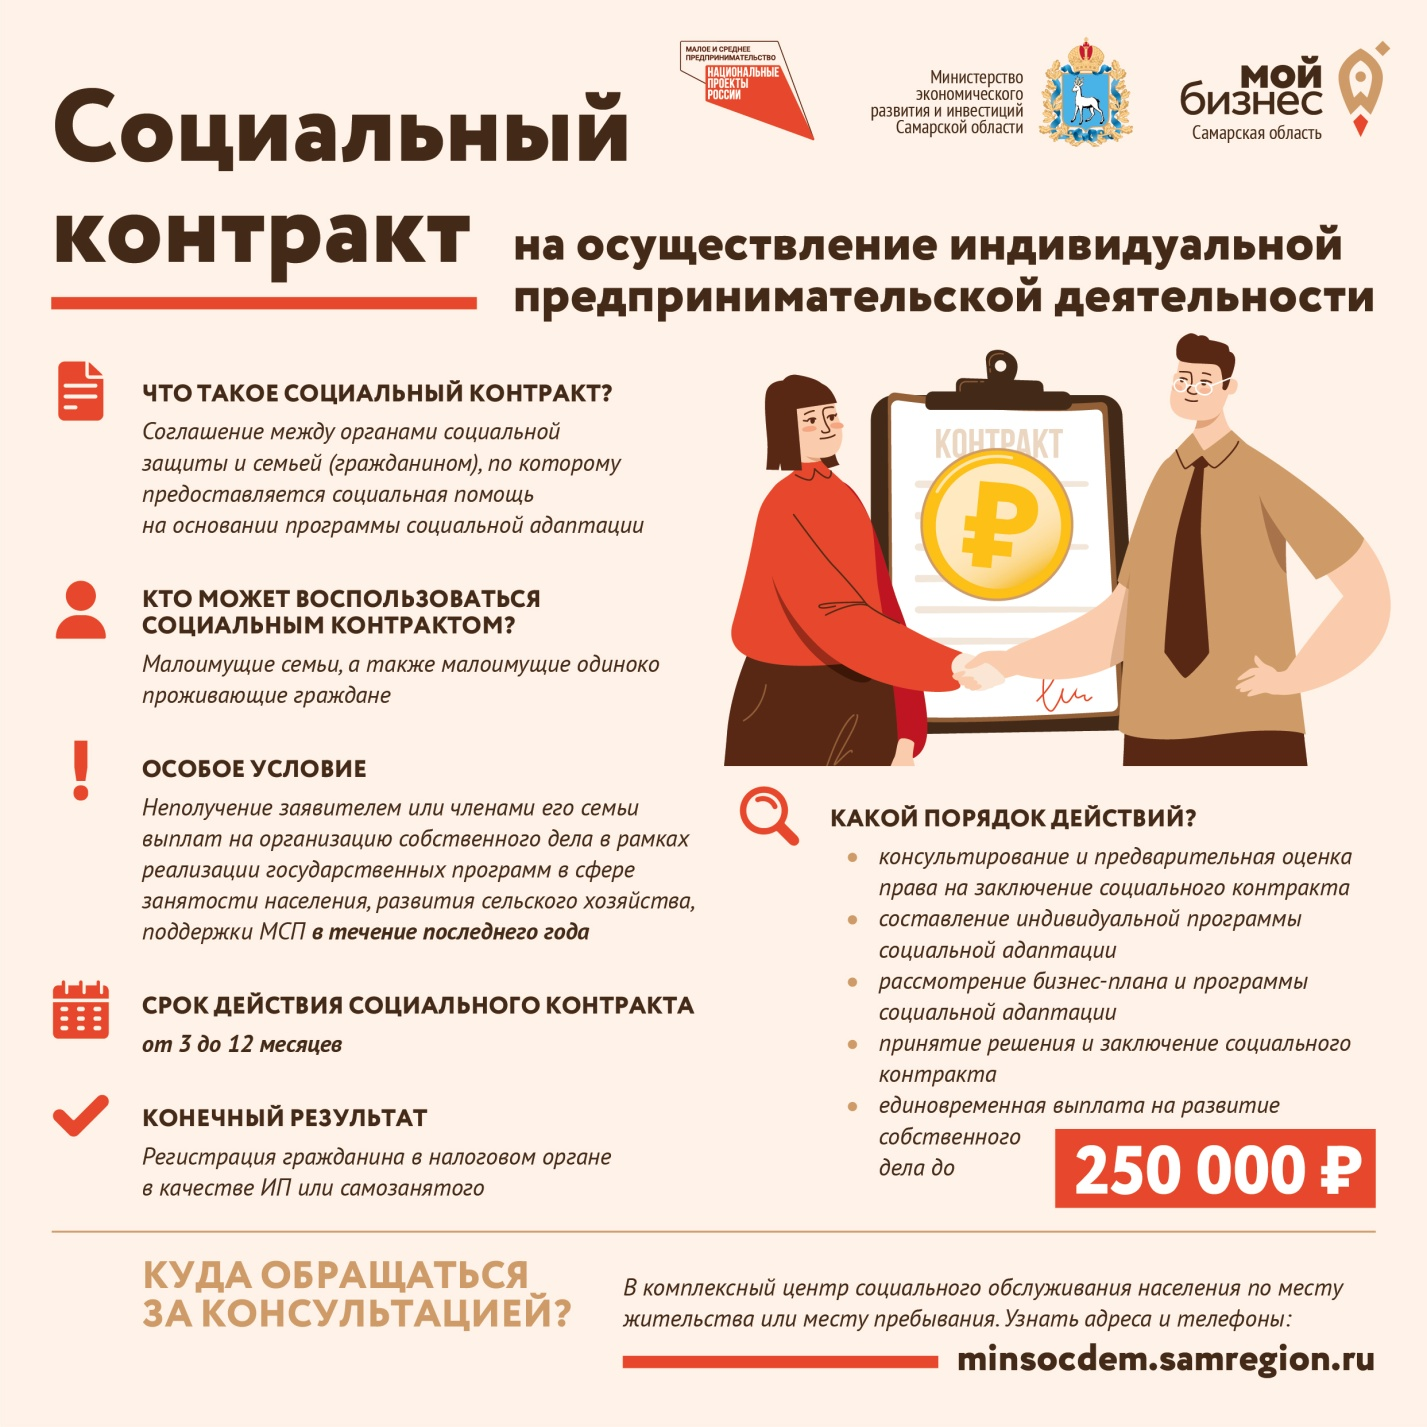 МАЛОЕ И СРЕДНЕЕ
ПРЕДПРИНИМАТЕЛЬСТВО
НАЦИОНАЛЬНЫЕ
ПРОЕКТЫ
РОССИИ
Министерство
экономического
развития и инвестиций
Самарской области
мой
бизнес
Самарская область
Социальный
контракт
на осуществление индивидуальной
предпринимательской деятельности
ЧТО ТАКОЕ СОЦИАЛЬНЫЙ КОНТРАКТ?
Соглашение между органами социальной
защиты и семьей (гражданином), по которому
предоставляется социальная помощь
на основании программы социальной адаптации
КТО МОЖЕТ ВОСПОЛЬЗОВАТЬСЯ
СОЦИАЛЬНЫМ КОНТРАКТОМ?
Малоимущие семьи, а также малоимущие одиноко
проживающие граждане
ОСОБОЕ УСЛОВИЕ
Неполучение заявителем или членами его семьи
выплат на организацию собственного дела в рамках
реализации государственных программ в сфере
занятости населения, развития сельского хозяйства,
поддержки МСП в течение последнего года
СРОК ДЕЙСТВИЯ СОЦИАЛЬНОГО КОНТРАКТА
от 3 до 12 месяцев
КОНЕЧНЫЙ РЕЗУЛЬТАТ
Регистрация гражданина в налоговом органе
в качестве ИП или самозанятого
КОНТРАКТ
₽
КАКОЙ ПОРЯДОК ДЕЙСТВИЙ?
• консультирование и предварительная оценка
права на заключение социального контракта
• составление индивидуальной программы
социальной адаптации
• рассмотрение бизнес-плана и программы
социальной адаптации
• принятие решения и заключение социального
контракта
• единовременная выплата на развитие
собственного
дела до
250 000 ₽
КУДА ОБРАЩАТЬСЯ
ЗА КОНСУЛЬТАЦИЕЙ?
В комплексный центр социального обслуживания населения по месту
жительства или месту пребывания. Узнать адреса и телефоны:
minsocdem.samregion.ru